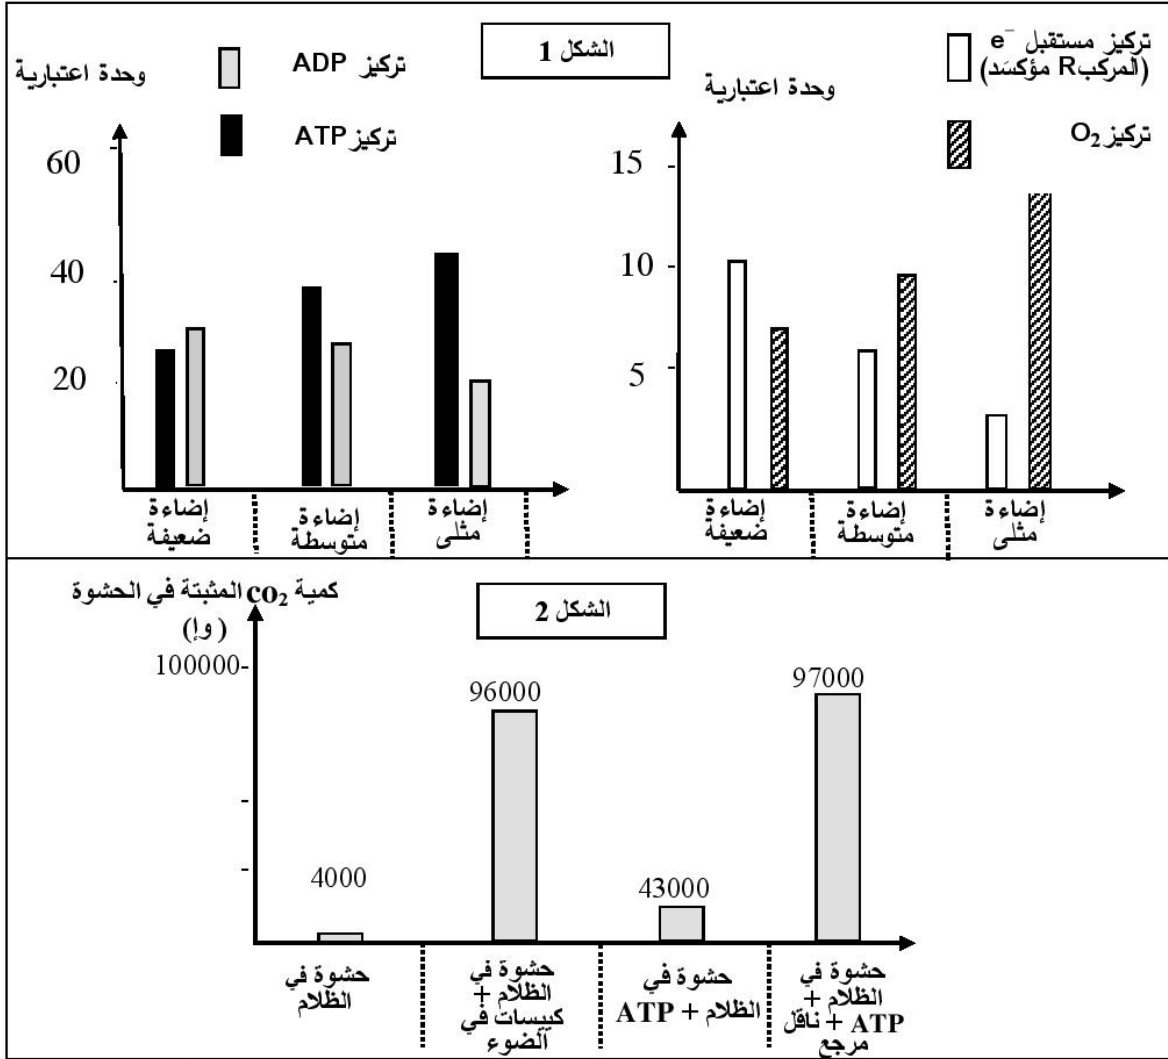 الشكل 1
وحدة اعتبارية
تركيز ADP
تركيز ATP
60
40
20
إضاءة
ضعيفة
إضاءة
متوسطة
إضاءة
مثلى
تركيز مستقبل e⁻
(المركب R مؤكسَد)
وحدة اعتبارية
تركيز O₂
15
10
5
إضاءة
ضعيفة
إضاءة
متوسطة
إضاءة
مثلى
الشكل 2
كمية co₂ المثبتة في الحشوة
(وإ)
100000
4000
96000
43000
97000
حشوة في
الظلام
حشوة في
الظلام +
كييسات في
الضوء
حشوة في
الظلام + ATP
حشوة في
الظلام +
ATP + ناقل
مرجع